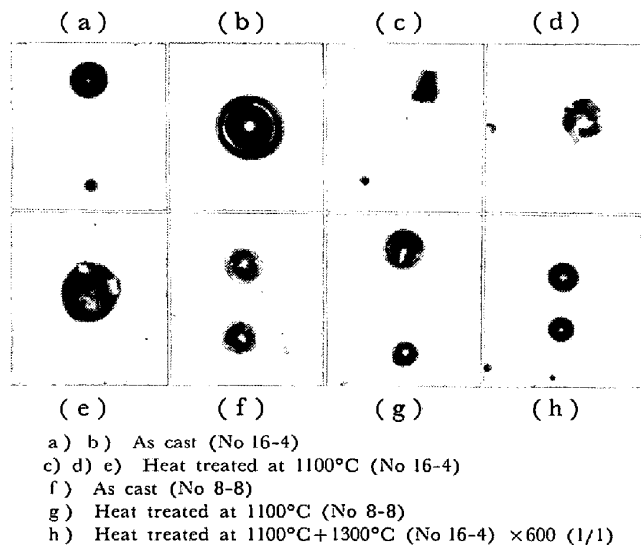 (a) (b) (c) (d)
(e) (f) (g) (h)
a) b) As cast (No 16-4)
c) d) e) Heat treated at 1100°C (No 16-4)
f) As cast (No 8-8)
g) Heat treated at 1100°C (No 8-8)
h) Heat treated at 1100°C+1300°C (No 16-4) ×600 (1/1)